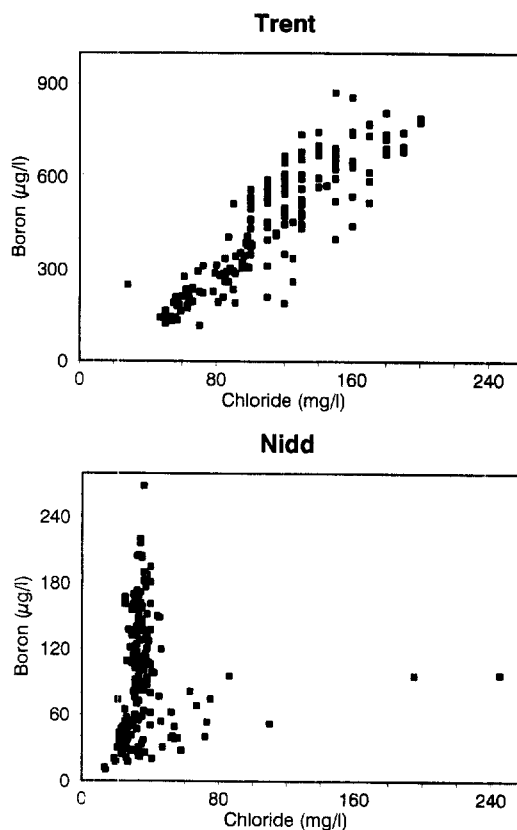 Trent
900
600
300
0
Boron (µg/l)
0 80 160 240
Chloride (mg/l)
Nidd
240
180
120
60
0
Boron (µg/l)
0 80 160 240
Chloride (mg/l)